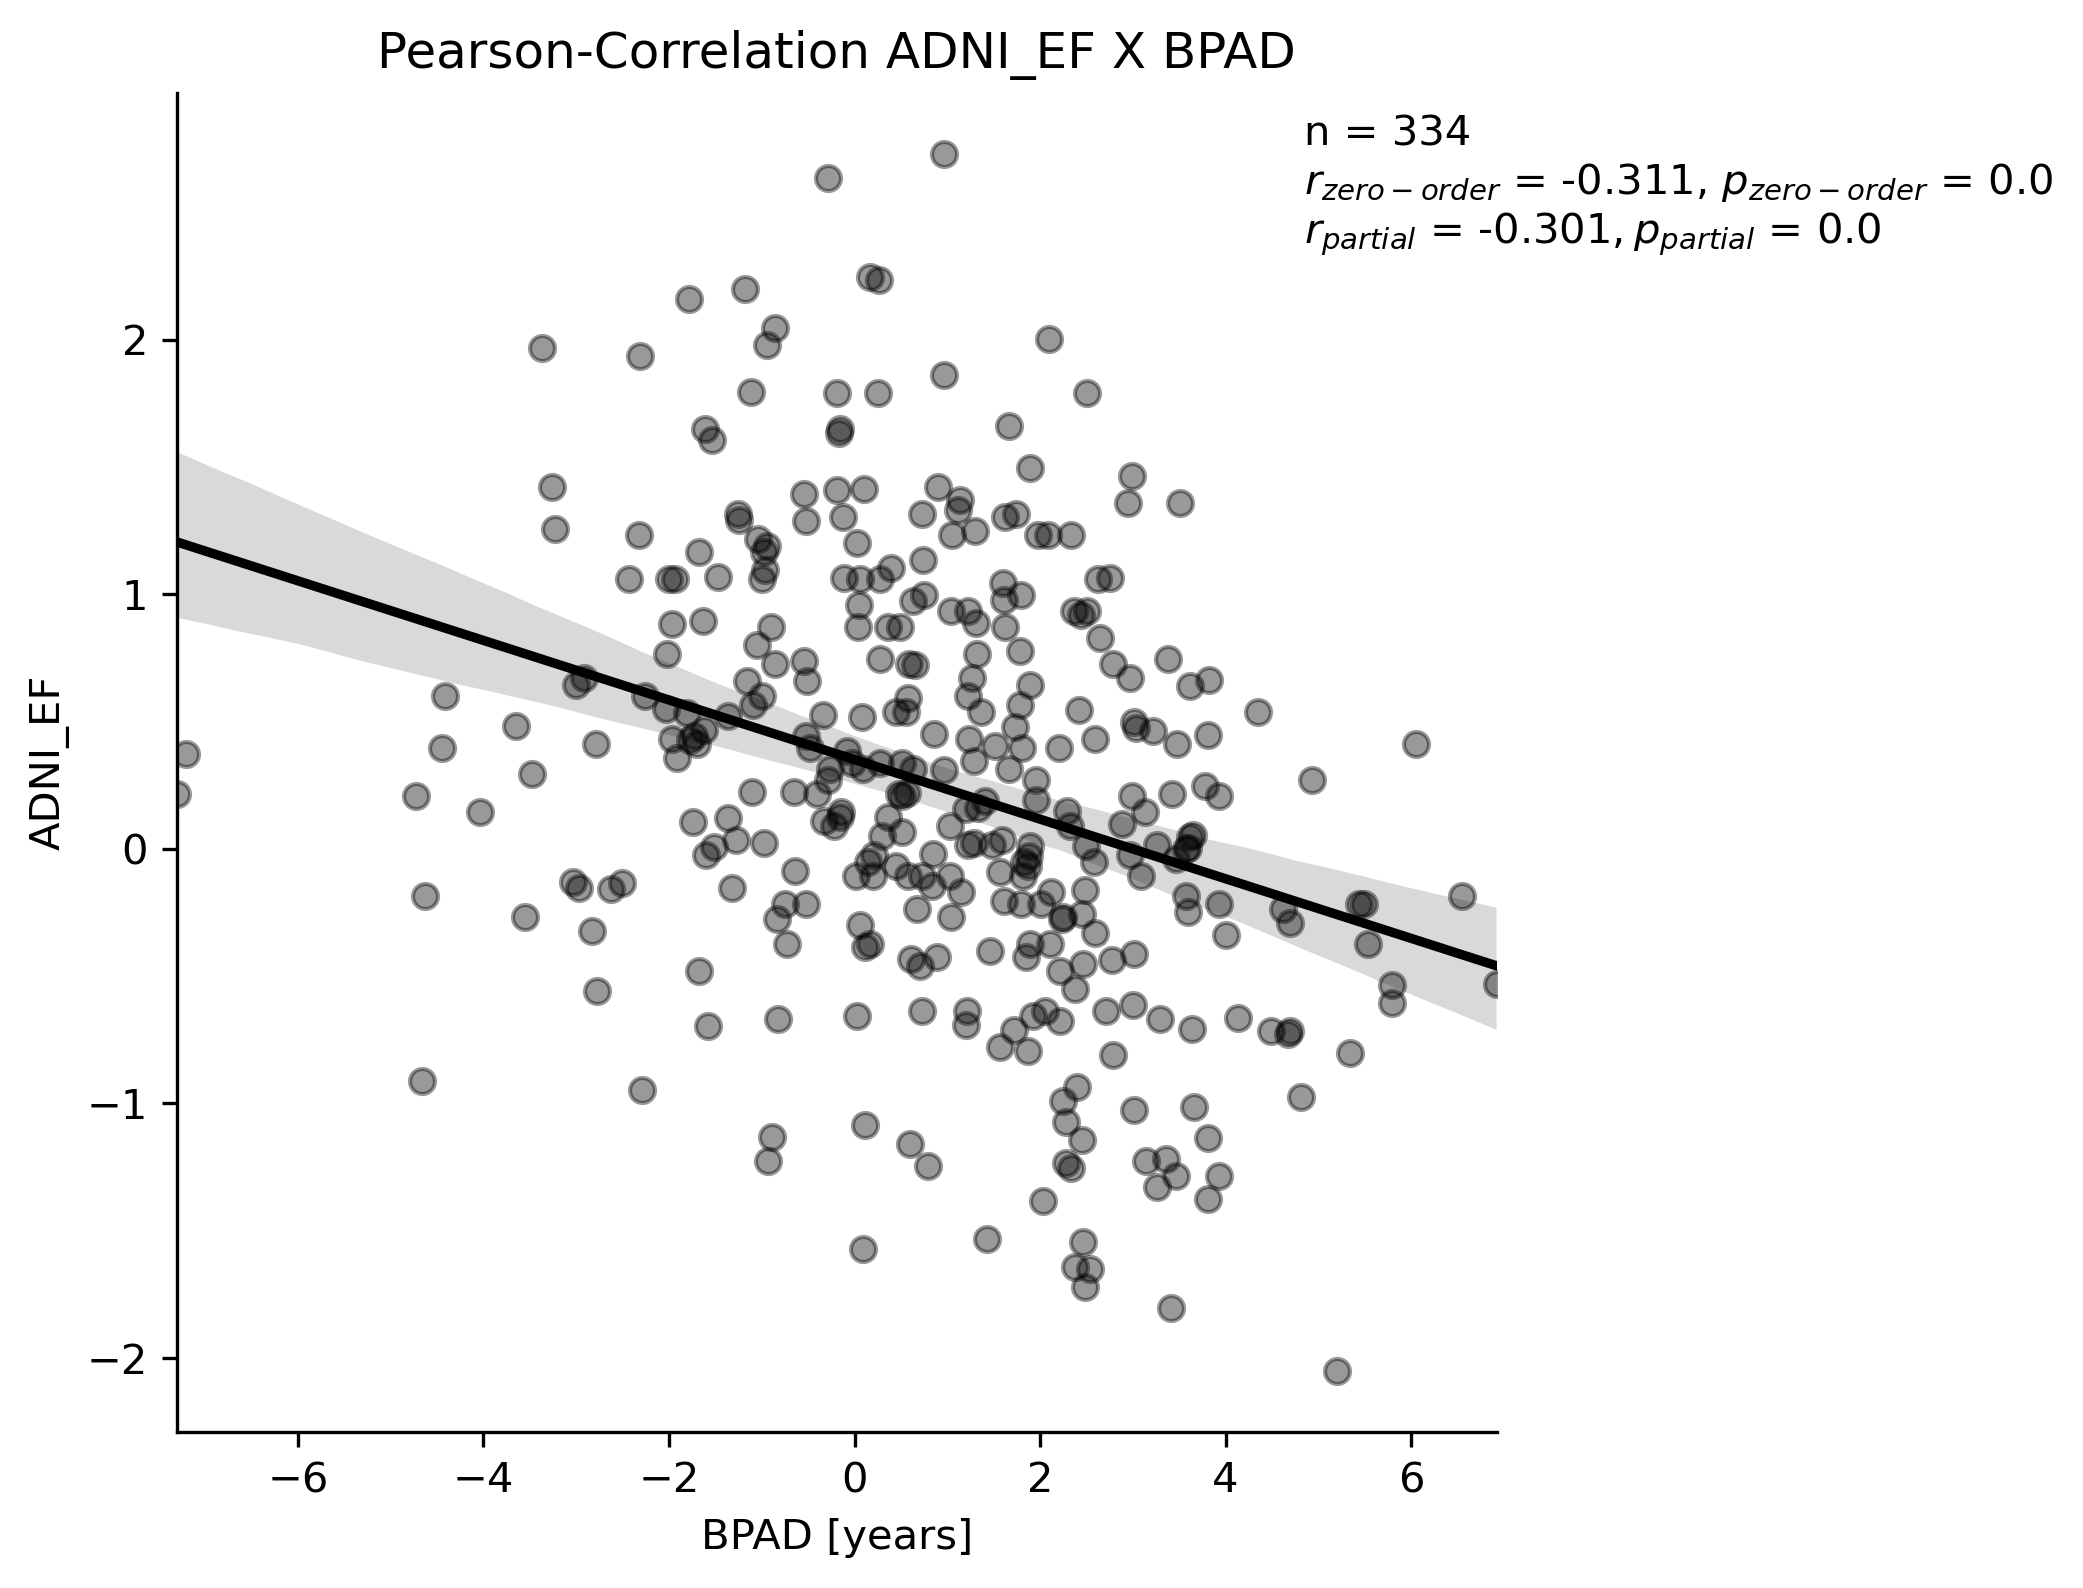 Pearson-Correlation ADNI_EF X BPAD
n = 334
r_zero−order = -0.311, p_zero−order = 0.0
r_partial = -0.301, p_partial = 0.0
ADNI_EF
2
1
0
−1
−2
−6 −4 −2 0 2 4 6
BPAD [years]